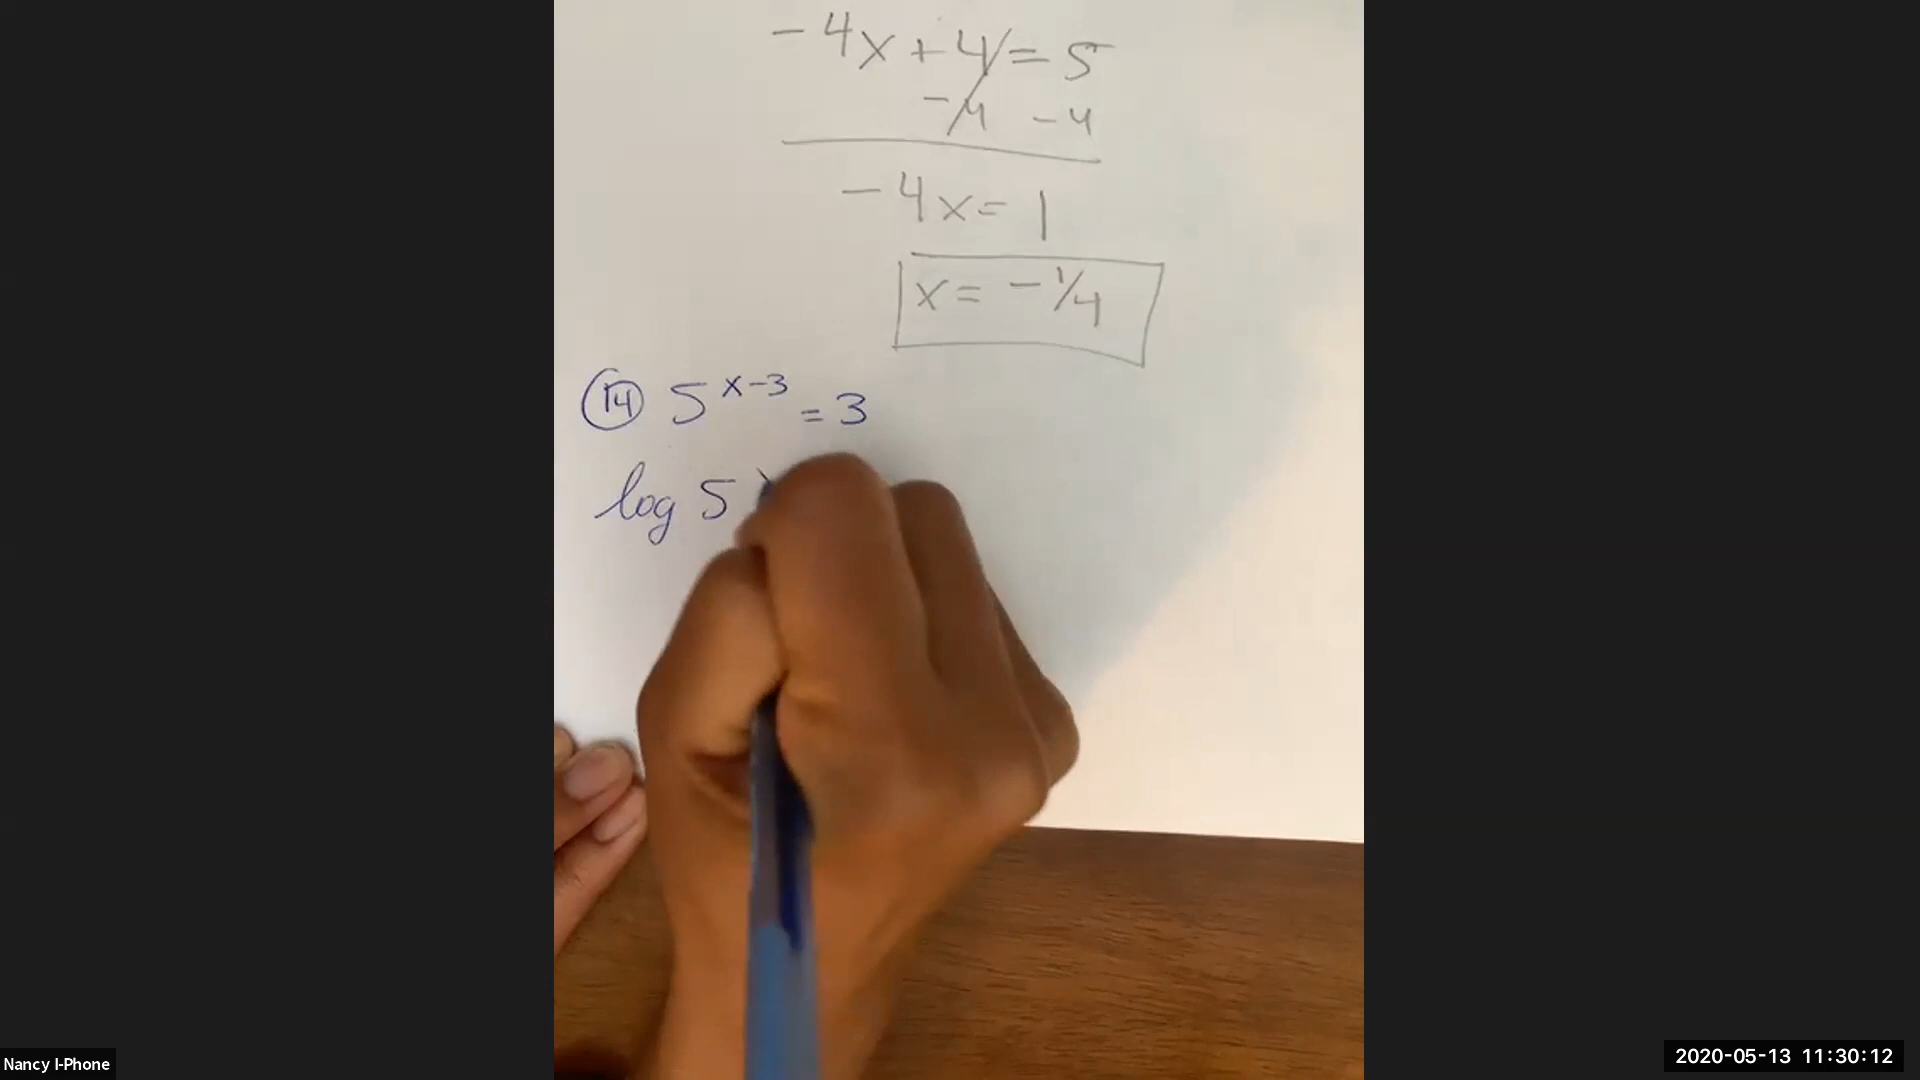 -4x+4=5
-4 -4
-4x=1
x=-1/4
14 5^x-3 = 3
log 5
Nancy I-Phone
2020-05-13 11:30:12